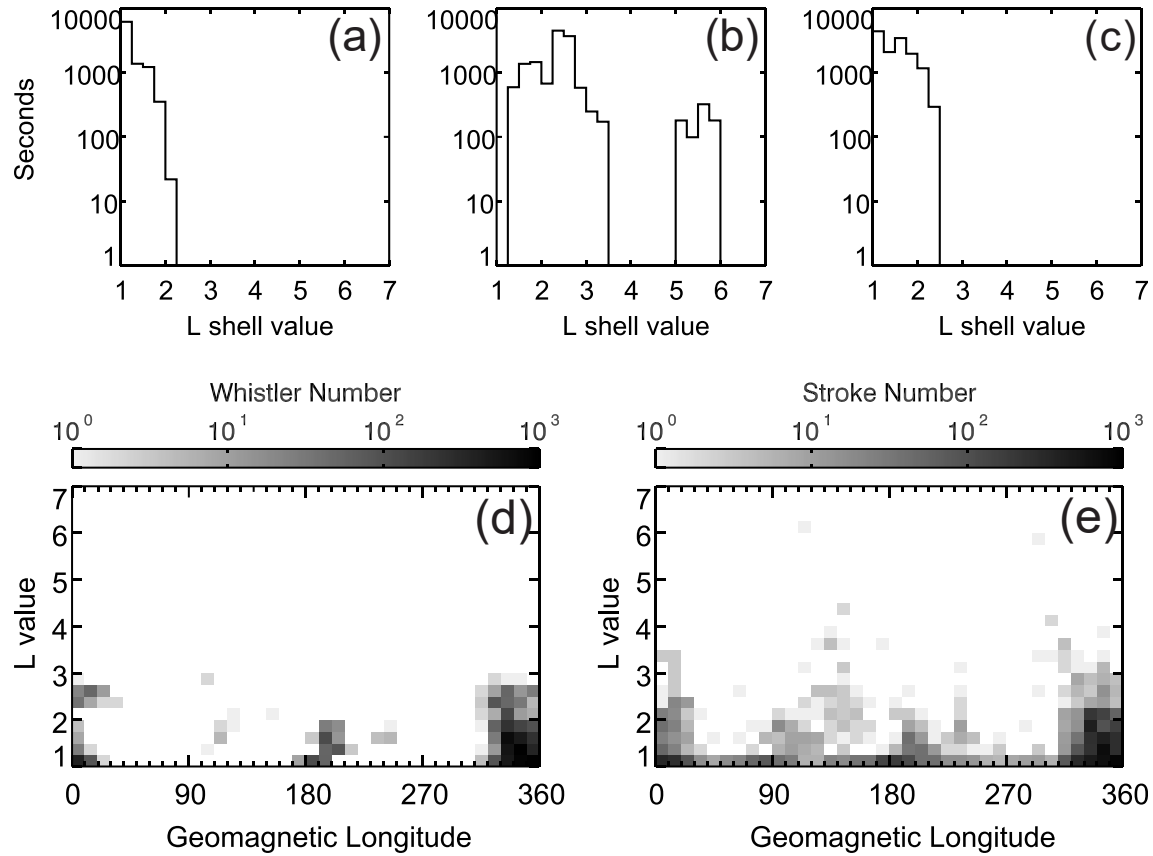 10000 (a) 10000 (b) 10000 (c)
1000 1000 1000
Seconds
100 100 100
10 10 10
1 1 1
1 2 3 4 5 6 7 1 2 3 4 5 6 7 1 2 3 4 5 6 7
L shell value L shell value L shell value
Whistler Number Stroke Number
10^0 10^1 10^2 10^3 10^0 10^1 10^2 10^3
7 (d) 7 (e)
6 6
5 5
L value L value
4 4
3 3
2 2
1 1
0 90 180 270 360 0 90 180 270 360
Geomagnetic Longitude Geomagnetic Longitude